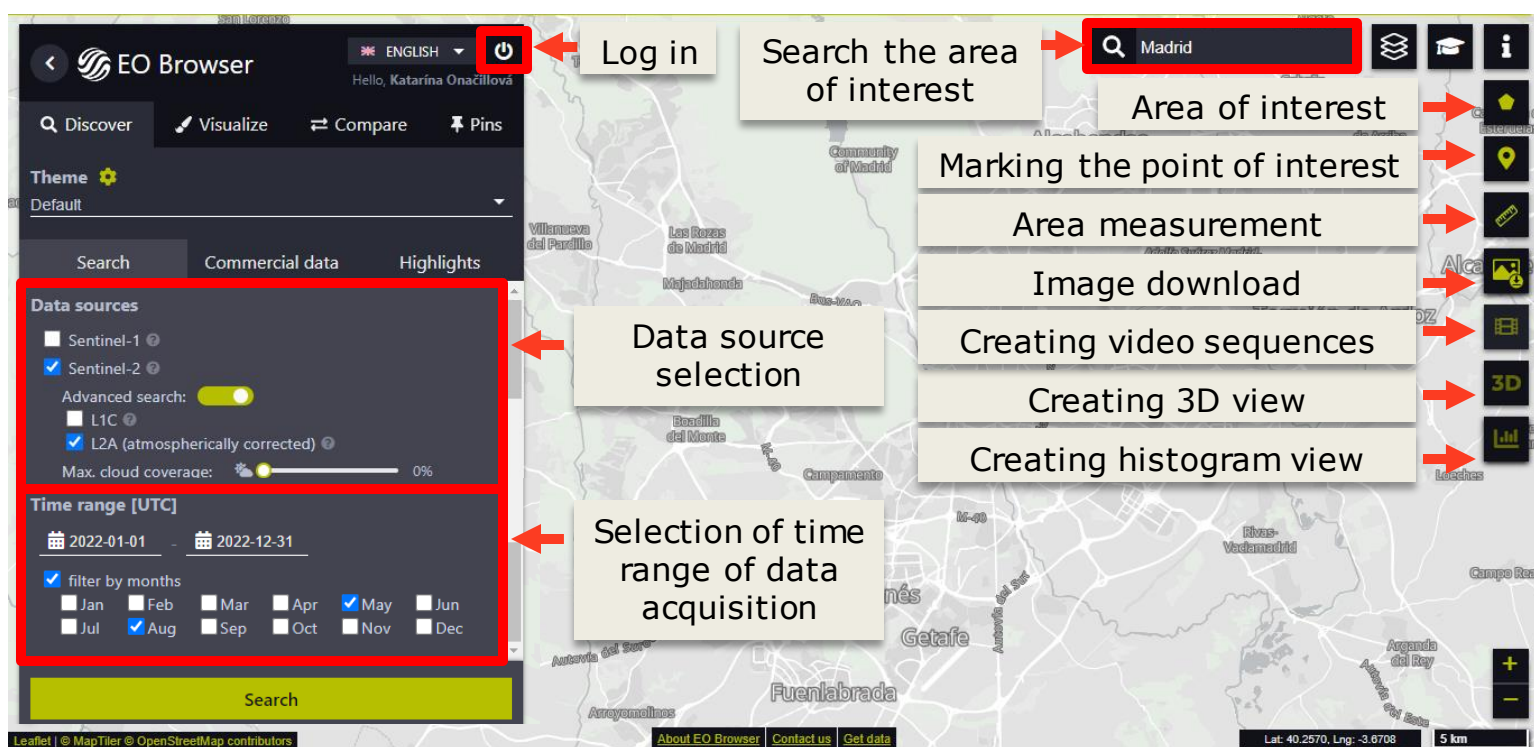 San Lorenzo
EO Browser
ENGLISH
Hello, Katarína Onačillová
Log in
Search the area
of interest
Madrid
i
Discover
Visualize
Compare
Pins
Theme
Default
Search
Commercial data
Highlights
Data sources
Sentinel-1
Sentinel-2
Advanced search:
L1C
L2A (atmospherically corrected)
Max. cloud coverage:
0%
Data source
selection
Time range [UTC]
2022-01-01 - 2022-12-31
filter by months
Jan Feb Mar Apr May Jun
Jul Aug Sep Oct Nov Dec
Selection of time
range of data
acquisition
Search
Area of interest
Marking the point of interest
Area measurement
Image download
Creating video sequences
Creating 3D view
3D
Creating histogram view
Community
of Madrid
Villanueva
del Pardillo
Las Rozas
de Madrid
Majadahonda
Boadilla
del Monte
M-40
Campamento
M-40
Rivas-
Vaciamadrid
Loeches
Campo Rea
Getafe
Fuenlabrada
Arroyomolinos
Arganda
del Rey
+
−
Leaflet | © MapTiler © OpenStreetMap contributors
About EO Browser
Contact us
Get data
Lat: 40.2570, Lng: -3.6708
5 km